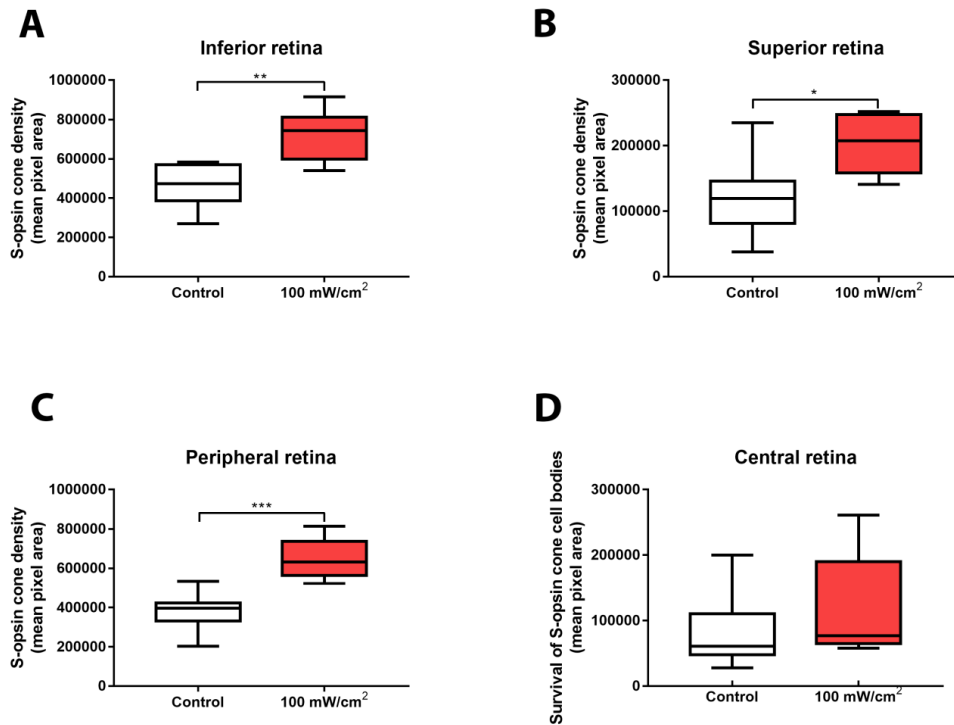 A
Inferior retina
S-opsin cone density
(mean pixel area)
1000000
800000
600000
400000
200000
0
**
Control
100 mW/cm²
B
Superior retina
S-opsin cone density
(mean pixel area)
300000
200000
100000
0
*
Control
100 mW/cm²
C
Peripheral retina
S-opsin cone density
(mean pixel area)
1000000
800000
600000
400000
200000
0
***
Control
100 mW/cm²
D
Central retina
Survival of S-opsin cone cell bodies
(mean pixel area)
300000
200000
100000
0
Control
100 mW/cm²